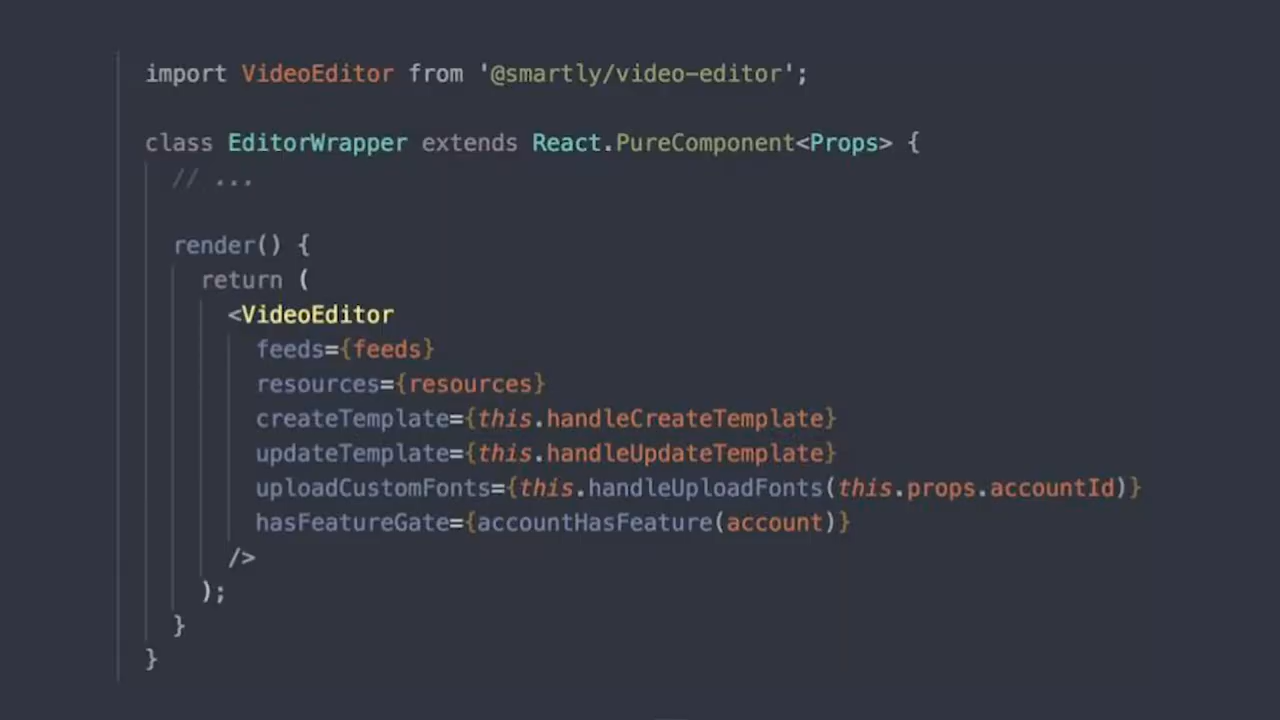 import VideoEditor from '@smartly/video-editor';
class EditorWrapper extends React.PureComponent<Props> {
// ...
render() {
return (
<VideoEditor
feeds={feeds}
resources={resources}
createTemplate={this.handleCreateTemplate}
updateTemplate={this.handleUpdateTemplate}
uploadCustomFonts={this.handleUploadFonts(this.props.accountId)}
hasFeatureGate={accountHasFeature(account)}
/>
);
}
}